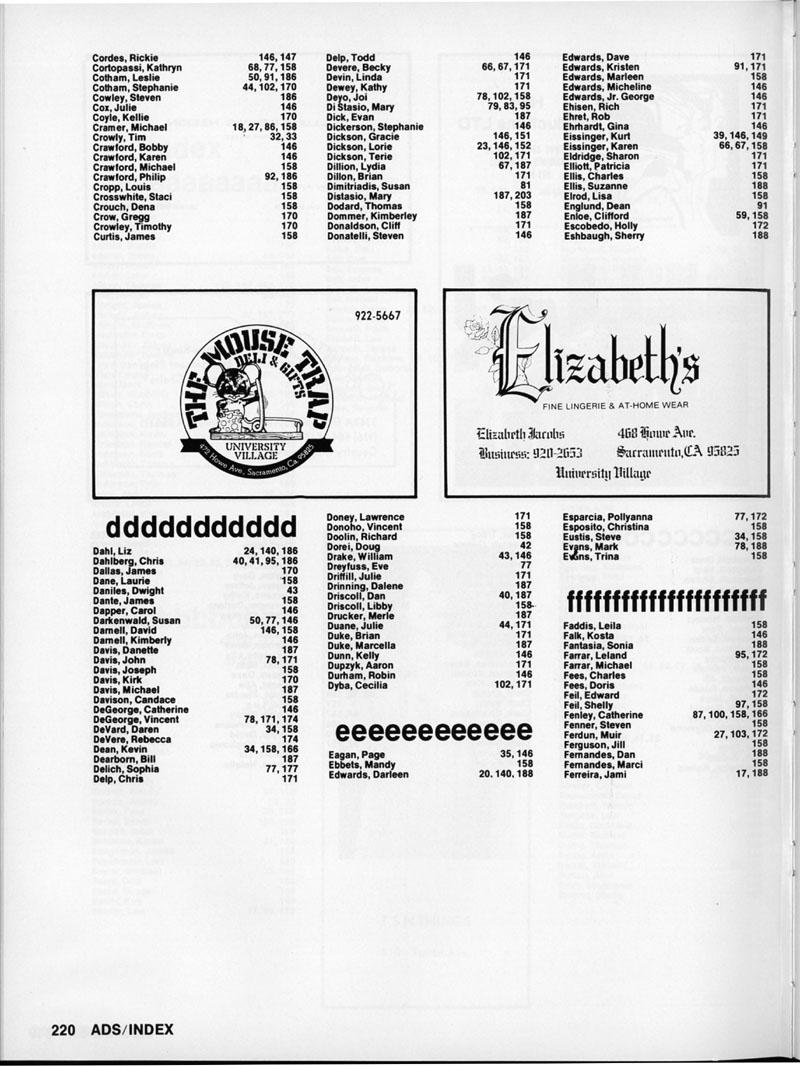 Cordes, Rickie 146, 147
Cortopassi, Kathryn 68, 77, 158
Cotham, Leslie 50, 91, 186
Cotham, Stephanie 44, 102, 170
Cowley, Steven 186
Cox, Julie 146
Coyle, Kellie 170
Cramer, Michael 18, 27, 86, 158
Crowly, Tim 32, 33
Crawford, Bobby 146
Crawford, Karen 146
Crawford, Michael 158
Crawford, Philip 92, 186
Cropp, Louis 158
Crosswhite, Staci 158
Crouch, Dena 158
Crow, Gregg 170
Crowley, Timothy 170
Curtis, James 158
Delp, Todd 146
Devere, Becky 66, 67, 171
Devin, Linda 171
Dewey, Kathy 171
Deyo, Joi 78, 102, 158
Di Stasio, Mary 79, 83, 95
Dick, Evan 187
Dickerson, Stephanie 146
Dickson, Gracie 146, 151
Dickson, Lorie 23, 146, 152
Dickson, Terie 102, 171
Dillion, Lydia 67, 187
Dillon, Brian 171
Dimitriadis, Susan 81
Distasio, Mary 187, 203
Dodard, Thomas 158
Dommer, Kimberley 187
Donaldson, Cliff 171
Donatelli, Steven 146
Edwards, Dave 171
Edwards, Kristen 91, 171
Edwards, Marleen 158
Edwards, Micheline 146
Edwards, Jr. George 146
Ehisen, Rich 171
Ehret, Rob 171
Ehrhardt, Gina 146
Eissinger, Kurt 39, 146, 149
Eissinger, Karen 66, 67, 158
Eldridge, Sharon 171
Elliott, Patricia 171
Ellis, Charles 158
Ellis, Suzanne 188
Elrod, Lisa 158
Englund, Dean 91
Enloe, Clifford 59, 158
Escobedo, Holly 172
Eshbaugh, Sherry 188
922-5667
THE MOUSE TRAP
DELI & GIFTS
UNIVERSITY
VILLAGE
472 Howe Ave., Sacramento, Ca. 95825
Elizabeth's
FINE LINGERIE & AT-HOME WEAR
Elizabeth Jacobs 468 Howe Ave.
Business: 920-2653 Sacramento, CA 95825
University Village
ddddddddddd
Dahl, Liz 24, 140, 186
Dahlberg, Chris 40, 41, 95, 186
Dallas, James 170
Dane, Laurie 158
Daniles, Dwight 43
Dante, James 158
Dapper, Carol 146
Darkenwald, Susan 50, 77, 146
Darnell, David 146, 158
Darnell, Kimberly 146
Davis, Danette 187
Davis, John 78, 171
Davis, Joseph 158
Davis, Kirk 170
Davis, Michael 187
Davison, Candace 158
DeGeorge, Catherine 146
DeGeorge, Vincent 78, 171, 174
DeVard, Daren 34, 158
DeVere, Rebecca 174
Dean, Kevin 34, 158, 166
Dearborn, Bill 187
Delich, Sophia 77, 177
Delp, Chris 171
Doney, Lawrence 171
Donoho, Vincent 158
Doolin, Richard 158
Dorei, Doug 42
Drake, William 43, 146
Dreyfuss, Eve 77
Driffill, Julie 171
Drinning, Dalene 187
Driscoll, Dan 40, 187
Driscoll, Libby 158
Drucker, Merle 187
Duane, Julie 44, 171
Duke, Brian 171
Duke, Marcella 187
Dunn, Kelly 146
Dupzyk, Aaron 171
Durham, Robin 146
Dyba, Cecilia 102, 171
eeeeeeeeeeee
Eagan, Page 35, 146
Ebbets, Mandy 158
Edwards, Darleen 20, 140, 188
Esparcia, Pollyanna 77, 172
Esposito, Christina 158
Eustis, Steve 34, 158
Evans, Mark 78, 188
Evans, Trina 158
ffffffffffffffffffff
Faddis, Leila 158
Falk, Kosta 146
Fantasia, Sonia 188
Farrar, Leland 95, 172
Farrar, Michael 158
Fees, Charles 158
Fees, Doris 146
Feil, Edward 172
Feil, Shelly 97, 158
Fenley, Catherine 87, 100, 158, 166
Fenner, Steven 158
Ferdun, Muir 27, 103, 172
Ferguson, Jill 158
Fernandes, Dan 188
Fernandes, Marci 158
Ferreira, Jami 17, 188
220 ADS/INDEX